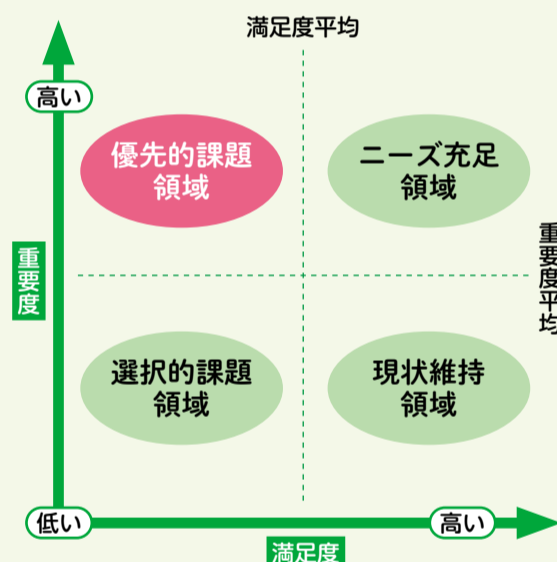 満足度平均
高い
優先的課題
領域
ニーズ充足
領域
重要度
重要度平均
選択的課題
領域
現状維持
領域
低い
高い
満足度